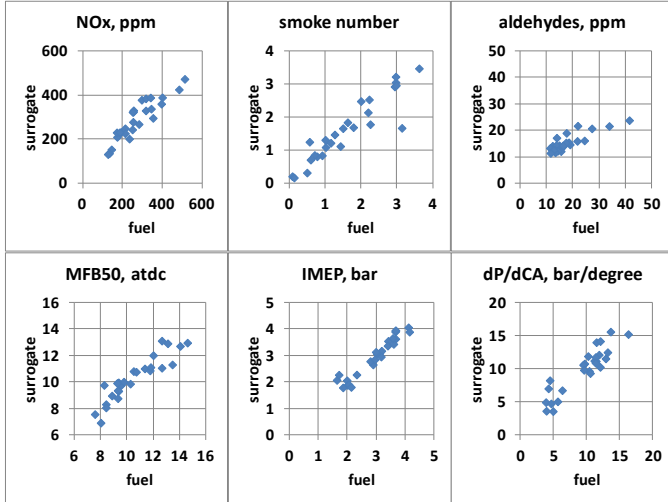 NOx, ppm
600
400
200
0
surrogate
0 200 400 600
fuel
smoke number
4
3
2
1
0
surrogate
0 1 2 3 4
fuel
aldehydes, ppm
50
40
30
20
10
0
surrogate
0 10 20 30 40 50
fuel
MFB50, atdc
16
14
12
10
8
6
surrogate
6 8 10 12 14 16
fuel
IMEP, bar
5
4
3
2
1
0
surrogate
0 1 2 3 4 5
fuel
dP/dCA, bar/degree
20
15
10
5
0
surrogate
0 5 10 15 20
fuel